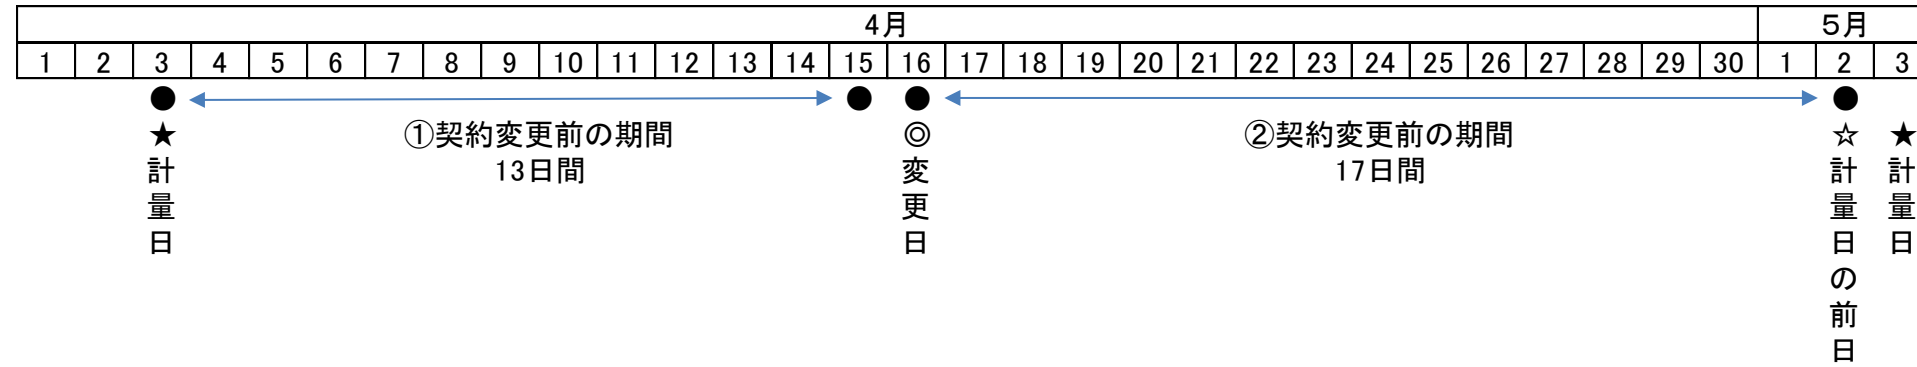 4月 5月
1 2 3 4 5 6 7 8 9 10 11 12 13 14 15 16 17 18 19 20 21 22 23 24 25 26 27 28 29 30 1 2 3
● ● ● ●
★計量日
①契約変更前の期間
13日間
◎変更日
②契約変更前の期間
17日間
☆計量日の前日
★計量日